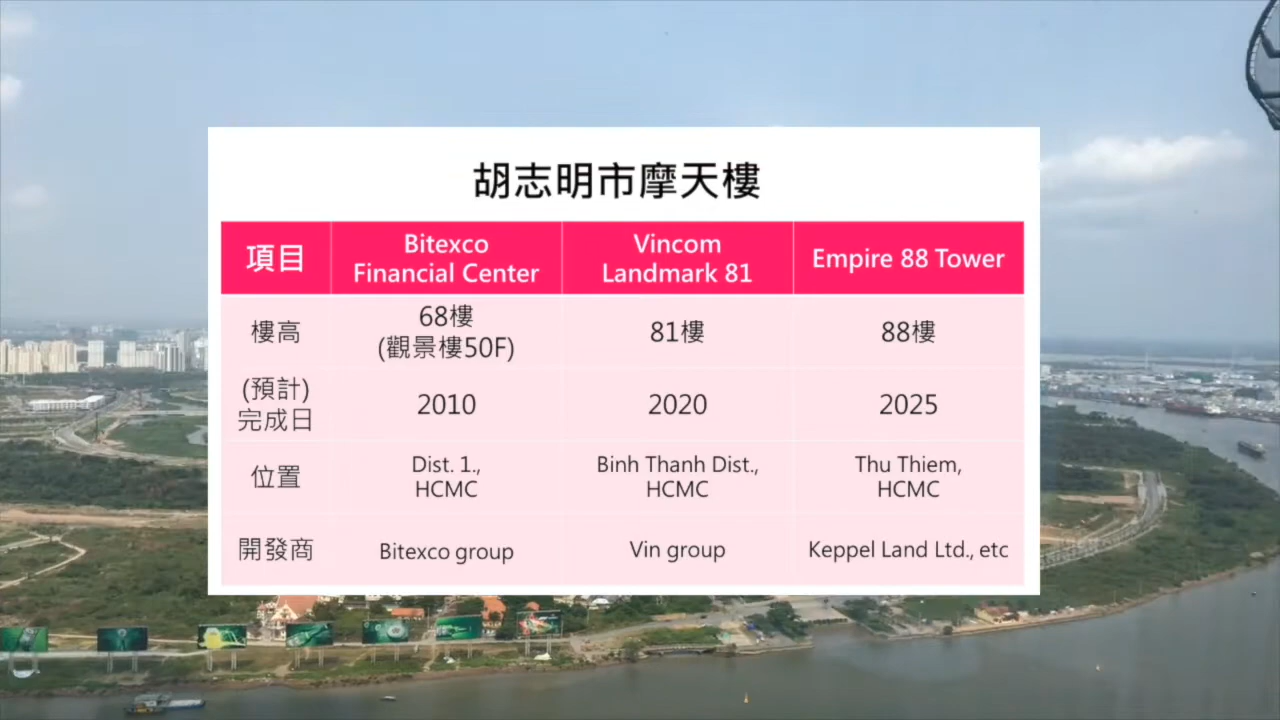 胡志明市摩天樓
項目
Bitexco
Financial Center
Vincom
Landmark 81
Empire 88 Tower
樓高
68樓
(觀景樓50F)
81樓
88樓
(預計)
完成日
2010
2020
2025
位置
Dist. 1.,
HCMC
Binh Thanh Dist.,
HCMC
Thu Thiem,
HCMC
開發商
Bitexco group
Vin group
Keppel Land Ltd., etc